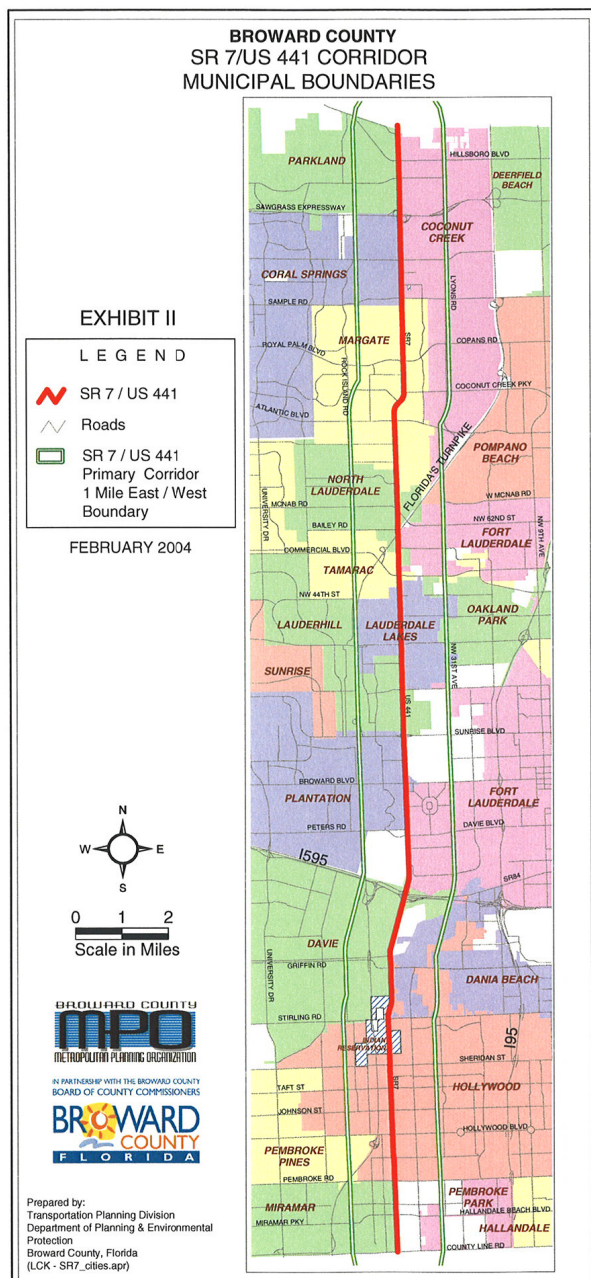 BROWARD COUNTY
SR 7/US 441 CORRIDOR
MUNICIPAL BOUNDARIES
EXHIBIT II
LEGEND
SR 7 / US 441
Roads
SR 7 / US 441
Primary Corridor
1 Mile East / West
Boundary
FEBRUARY 2004
PARKLAND
HILLSBORO BLVD
DEERFIELD
BEACH
SAWGRASS EXPRESSWAY
COCONUT
CREEK
CORAL SPRINGS
LYONS RD
SAMPLE RD
SR7
MARGATE
COPANS RD
ROYAL PALM BLVD
ROCK ISLAND RD
COCONUT CREEK PKY
ATLANTIC BLVD
FLORIDA'S TURNPIKE
POMPANO
BEACH
NORTH
LAUDERDALE
UNIVERSITY DR
MCNAB RD
W MCNAB RD
BAILEY RD
NW 62ND ST
NW 9TH AVE
COMMERCIAL BLVD
FORT
LAUDERDALE
TAMARAC
NW 44TH ST
LAUDERHILL
LAUDERDALE
LAKES
OAKLAND
PARK
SUNRISE
NW 31ST AVE
US 441
SUNRISE BLVD
BROWARD BLVD
PLANTATION
FORT
LAUDERDALE
PETERS RD
DAVIE BLVD
I595
SR84
DAVIE
GRIFFIN RD
UNIVERSITY DR
DANIA BEACH
STIRLING RD
INDIAN
RESERVATION
I95
SHERIDAN ST
SR7
TAFT ST
HOLLYWOOD
JOHNSON ST
HOLLYWOOD BLVD
PEMBROKE
PINES
PEMBROKE RD
MIRAMAR
PEMBROKE
PARK
HALLANDALE BEACH BLVD
MIRAMAR PKY
HALLANDALE
COUNTY LINE RD
N
W E
S
0 1 2
Scale in Miles
BROWARD COUNTY
MPO
METROPOLITAN PLANNING ORGANIZATION
IN PARTNERSHIP WITH THE BROWARD COUNTY
BOARD OF COUNTY COMMISSIONERS
BROWARD
COUNTY
FLORIDA
Prepared by:
Transportation Planning Division
Department of Planning & Environmental
Protection
Broward County, Florida
(LCK - SR7_cities.apr)